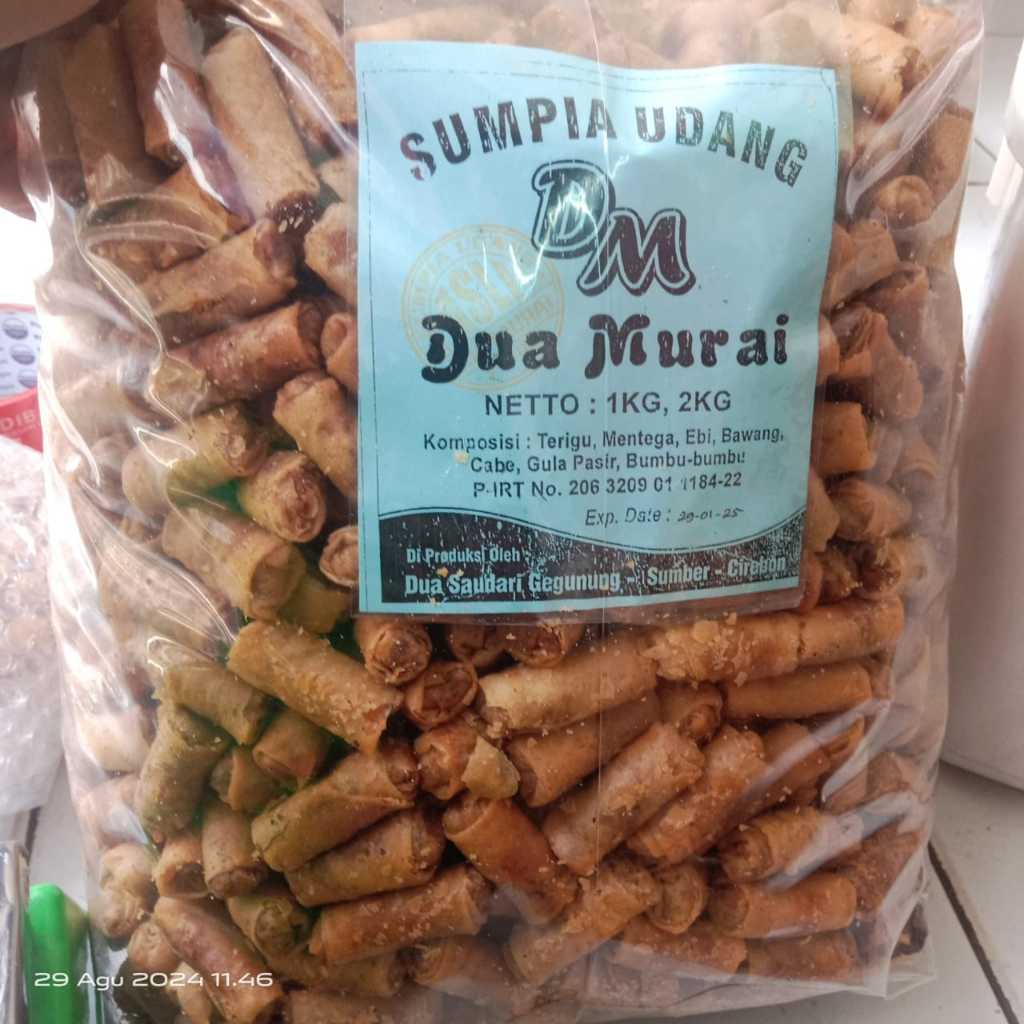 SUMPIA UDANG
DM
Dua Murai
NETTO : 1KG, 2KG
Komposisi : Terigu, Mentega, Ebi, Bawang,
Cabe, Gula Pasir, Bumbu-bumbu
P-IRT No. 206 3209 01 1184-22
Exp. Date : 29-01-25
Di Produksi Oleh :
Dua Saudari Gegunung - Sumber - Cirebon
29 Agu 2024 11.46